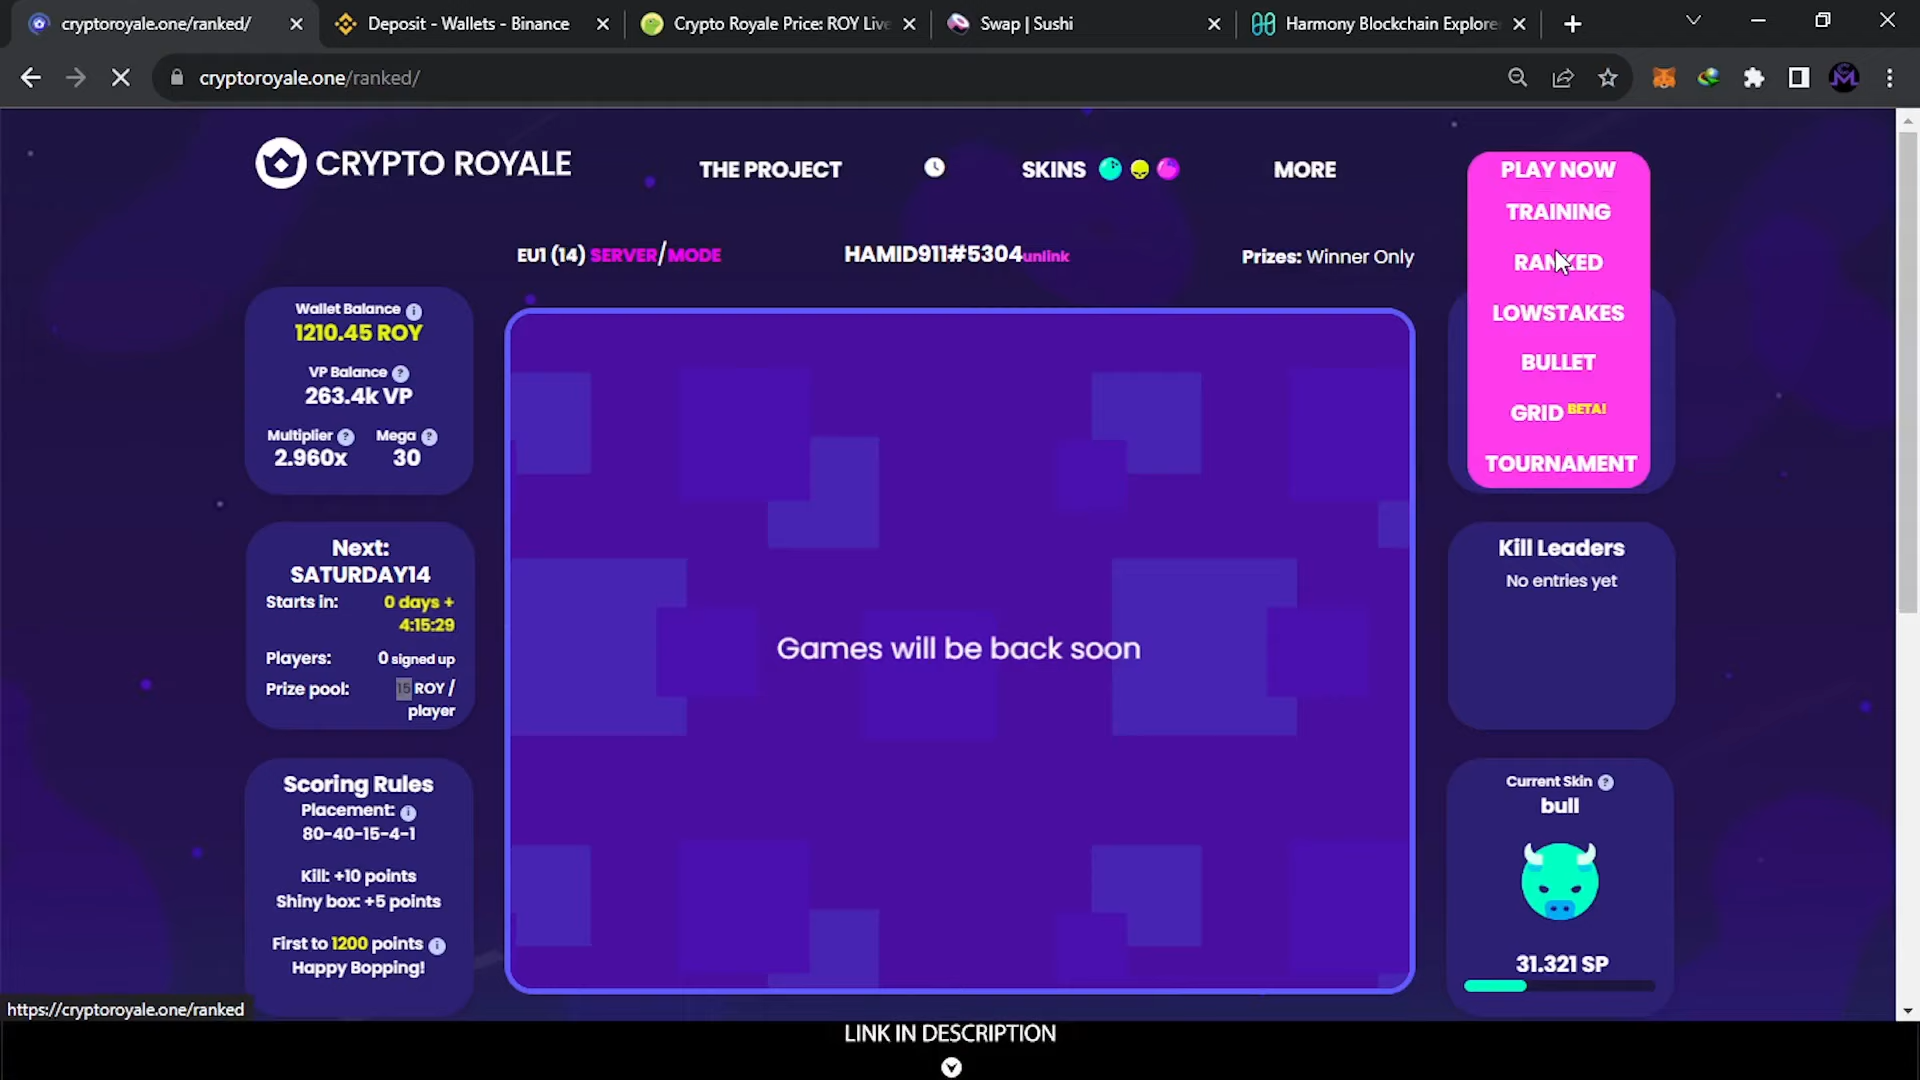 cryptoroyale.one/ranked/
Deposit - Wallets - Binance
Crypto Royale Price: ROY Live
Swap | Sushi
Harmony Blockchain Explore
cryptoroyale.one/ranked/
CRYPTO ROYALE
THE PROJECT
SKINS
MORE
PLAY NOW
TRAINING
RANKED
LOWSTAKES
BULLET
GRID BETA!
TOURNAMENT
EU1 (14) SERVER/MODE
HAMID911#5304unlink
Prizes: Winner Only
Wallet Balance i
1210.45 ROY
VP Balance ?
263.4k VP
Multiplier ? Mega ?
2.960x 30
Next:
SATURDAY14
Starts in: 0 days +
4:15:29
Players: 0 signed up
Prize pool: 15 ROY /
player
Scoring Rules
Placement: i
80-40-15-4-1
Kill: +10 points
Shiny box: +5 points
First to 1200 points i
Happy Bopping!
Games will be back soon
Kill Leaders
No entries yet
Current Skin ?
bull
31.321 SP
https://cryptoroyale.one/ranked
LINK IN DESCRIPTION